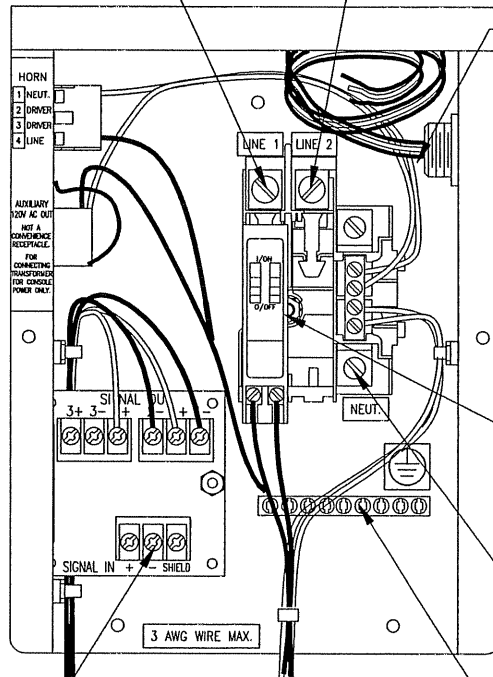 HORN
1 NEUT.
2 DRIVER
3 DRIVER
4 LINE
LINE 1
LINE 2
AUXILIARY
120V AC OUT
NOT A
CONVENIENCE
RECEPTACLE.
FOR
CONNECTING
TRANSFORMER
FOR CONSOLE
POWER ONLY.
I/ON
O/OFF
NEUT.
SIGNAL OU
3+ 3- + - + -
SIGNAL IN + - SHIELD
3 AWG WIRE MAX.